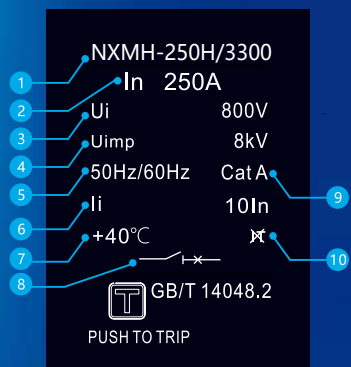 NXMH-250H/3300
In 250A
Ui 800V
Uimp 8kV
50Hz/60Hz Cat A
Ii 10In
+40℃
T GB/T 14048.2
PUSH TO TRIP
1
2
3
4
5
6
7
8
9
10